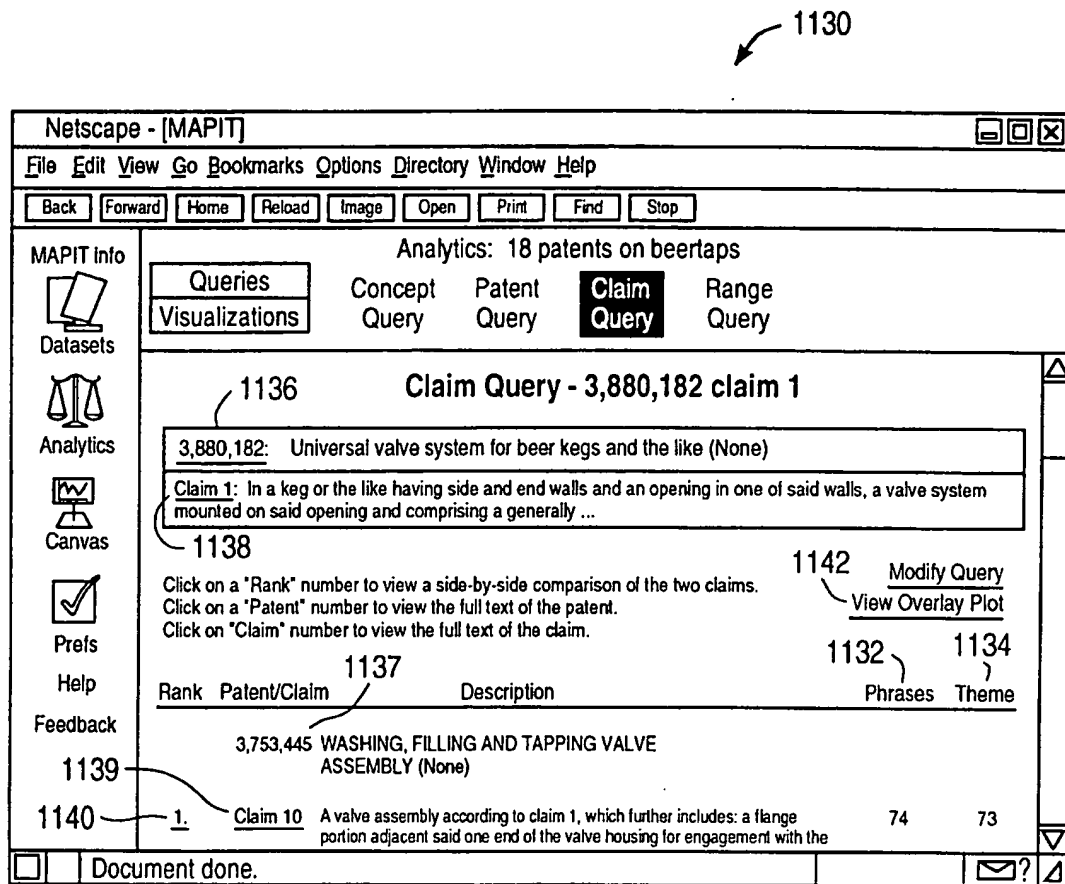 1130
Netscape - [MAPIT]
File Edit View Go Bookmarks Options Directory Window Help
Back Forward Home Reload Image Open Print Find Stop
MAPIT info
Datasets
Analytics
Canvas
Prefs
Help
Feedback
Analytics: 18 patents on beertaps
Queries
Visualizations
Concept Query
Patent Query
Claim Query
Range Query
1136
Claim Query - 3,880,182 claim 1
3,880,182: Universal valve system for beer kegs and the like (None)
Claim 1: In a keg or the like having side and end walls and an opening in one of said walls, a valve system
mounted on said opening and comprising a generally ...
1138
Click on a "Rank" number to view a side-by-side comparison of the two claims.
Click on a "Patent" number to view the full text of the patent.
Click on "Claim" number to view the full text of the claim.
1142
Modify Query
View Overlay Plot
1137
1132
1134
Rank Patent/Claim Description Phrases Theme
3,753,445 WASHING, FILLING AND TAPPING VALVE
ASSEMBLY (None)
1139
1140
1. Claim 10 A valve assembly according to claim 1, which further includes: a flange 74 73
portion adjacent said one end of the valve housing for engagement with the
Document done.
?